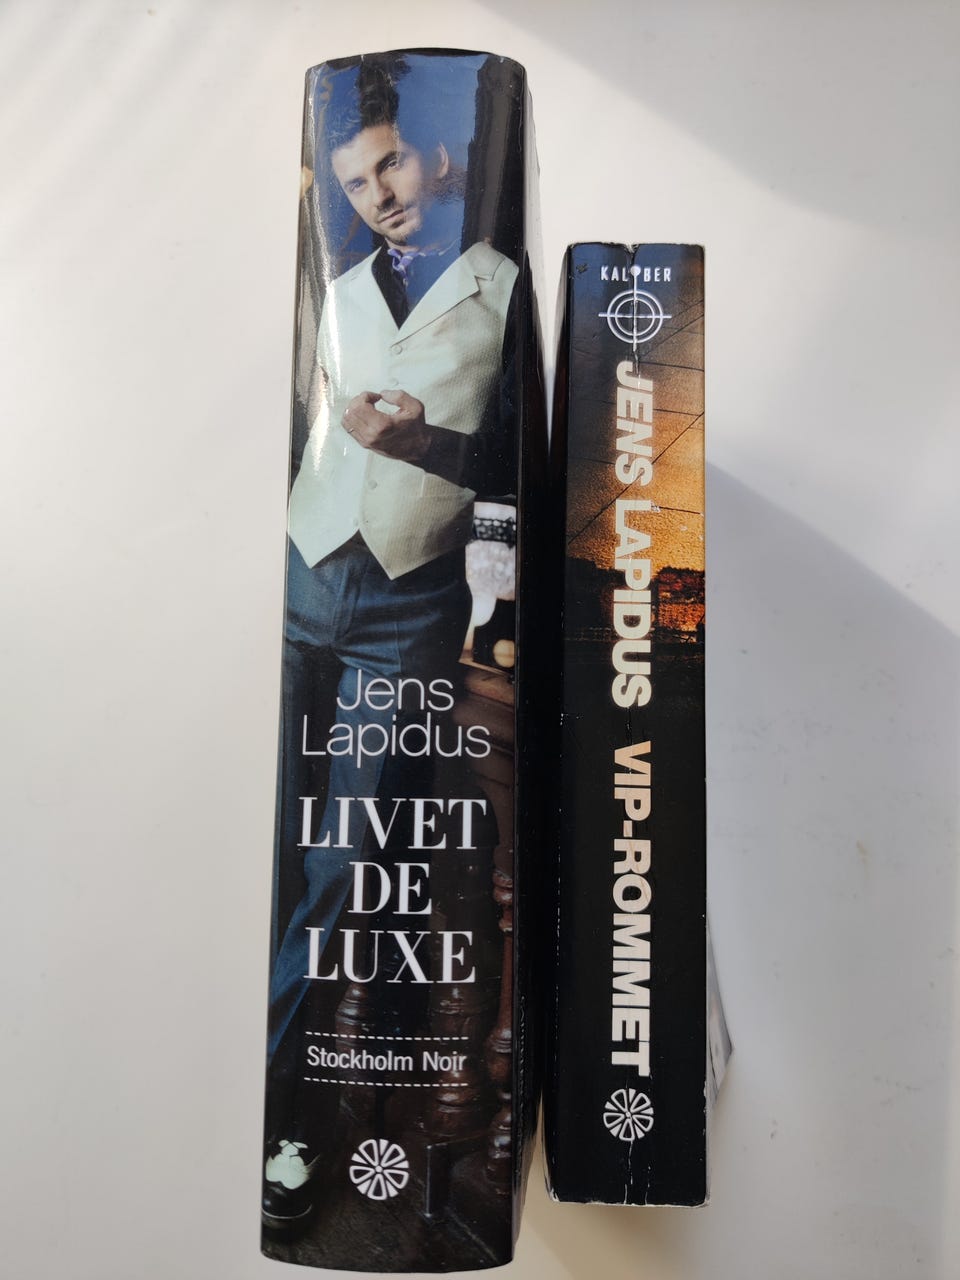 Jens
Lapidus
LIVET
DE
LUXE
Stockholm Noir
KALIBER
JENS LAPIDUS VIP-ROMMET